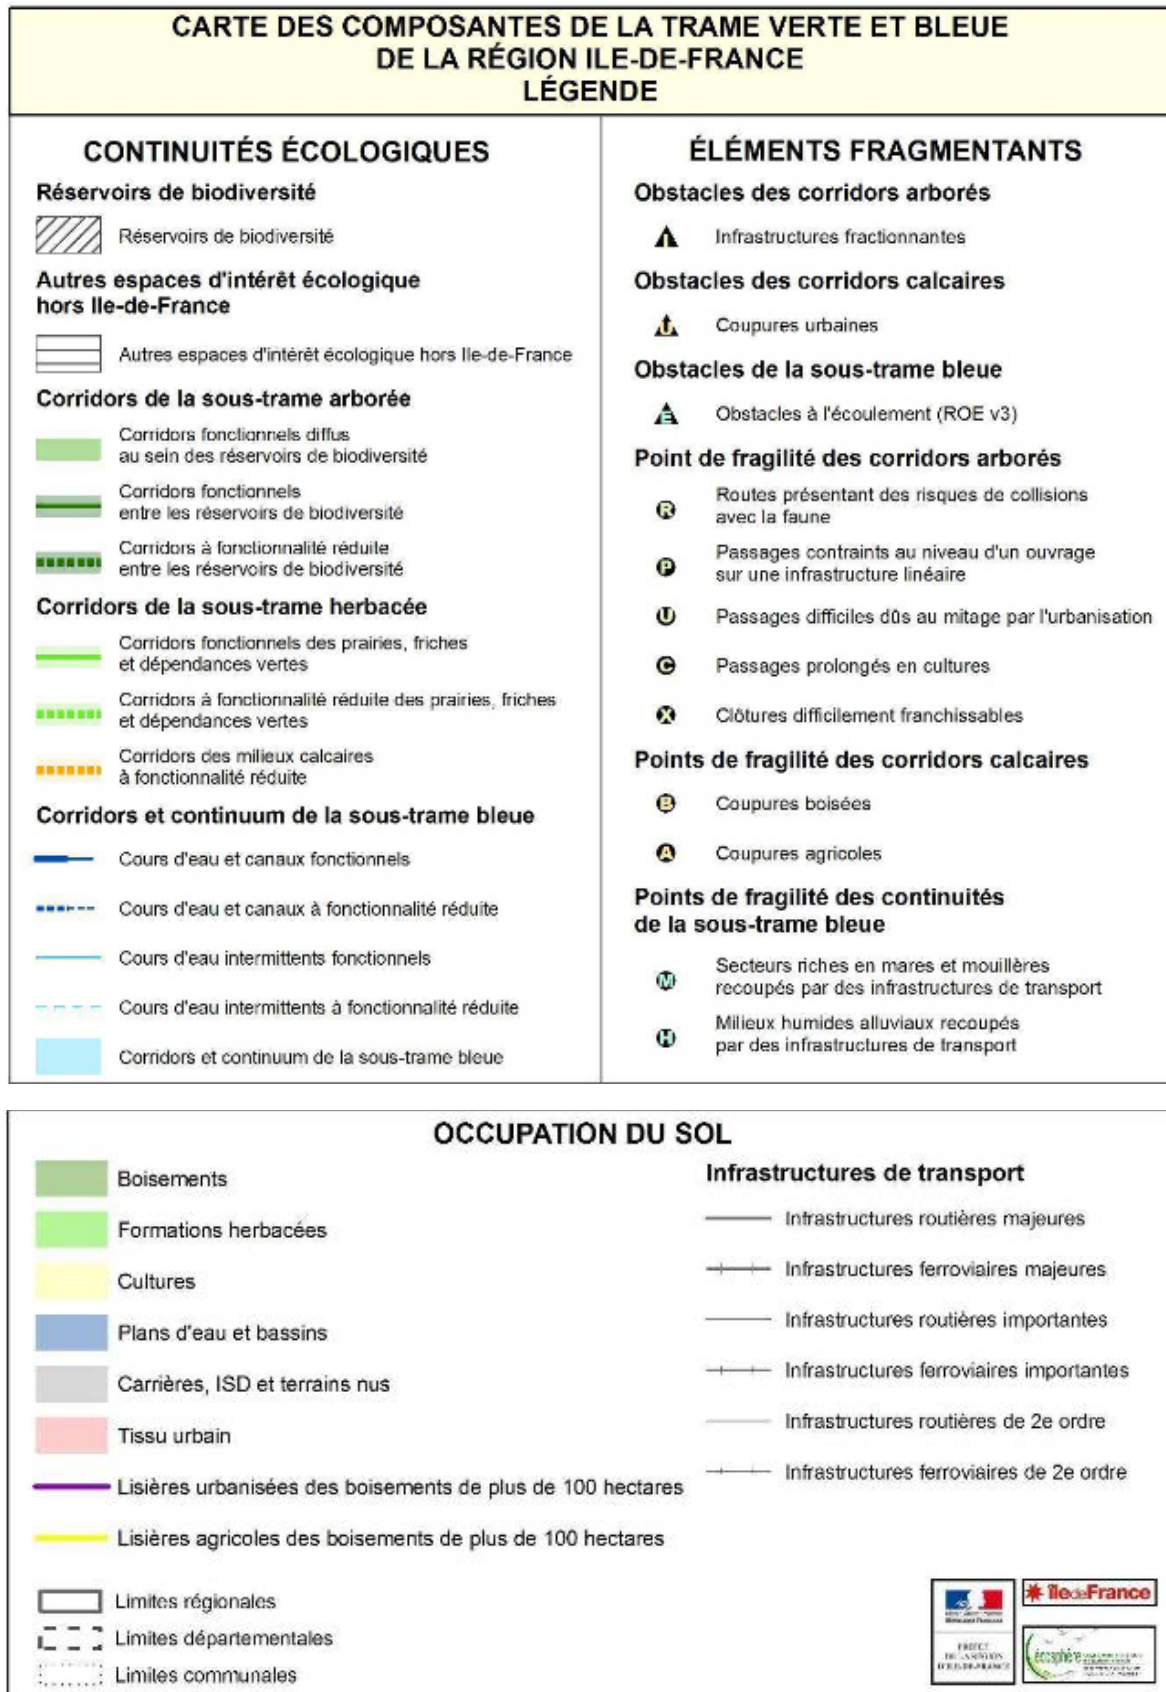 CARTE DES COMPOSANTES DE LA TRAME VERTE ET BLEUE
DE LA RÉGION ILE-DE-FRANCE
LÉGENDE
CONTINUITÉS ÉCOLOGIQUES
Réservoirs de biodiversité
Réservoirs de biodiversité
Autres espaces d'intérêt écologique
hors Ile-de-France
Autres espaces d'intérêt écologique hors Ile-de-France
Corridors de la sous-trame arborée
Corridors fonctionnels diffus
au sein des réservoirs de biodiversité
Corridors fonctionnels
entre les réservoirs de biodiversité
Corridors à fonctionnalité réduite
entre les réservoirs de biodiversité
Corridors de la sous-trame herbacée
Corridors fonctionnels des prairies, friches
et dépendances vertes
Corridors à fonctionnalité réduite des prairies, friches
et dépendances vertes
Corridors des milieux calcaires
à fonctionnalité réduite
Corridors et continuum de la sous-trame bleue
Cours d'eau et canaux fonctionnels
Cours d'eau et canaux à fonctionnalité réduite
Cours d'eau intermittents fonctionnels
Cours d'eau intermittents à fonctionnalité réduite
Corridors et continuum de la sous-trame bleue
ÉLÉMENTS FRAGMENTANTS
Obstacles des corridors arborés
I Infrastructures fractionnantes
Obstacles des corridors calcaires
U Coupures urbaines
Obstacles de la sous-trame bleue
E Obstacles à l'écoulement (ROE v3)
Point de fragilité des corridors arborés
R Routes présentant des risques de collisions
avec la faune
P Passages contraints au niveau d'un ouvrage
sur une infrastructure linéaire
U Passages difficiles dûs au mitage par l'urbanisation
C Passages prolongés en cultures
X Clôtures difficilement franchissables
Points de fragilité des corridors calcaires
B Coupures boisées
A Coupures agricoles
Points de fragilité des continuités
de la sous-trame bleue
M Secteurs riches en mares et mouillères
recoupés par des infrastructures de transport
H Milieux humides alluviaux recoupés
par des infrastructures de transport
OCCUPATION DU SOL
Boisements
Formations herbacées
Cultures
Plans d'eau et bassins
Carrières, ISD et terrains nus
Tissu urbain
Lisières urbanisées des boisements de plus de 100 hectares
Lisières agricoles des boisements de plus de 100 hectares
Limites régionales
Limites départementales
Limites communales
Infrastructures de transport
Infrastructures routières majeures
Infrastructures ferroviaires majeures
Infrastructures routières importantes
Infrastructures ferroviaires importantes
Infrastructures routières de 2e ordre
Infrastructures ferroviaires de 2e ordre
PRÉFET
DE LA RÉGION
D'ILE-DE-FRANCE
îledeFrance
écosphère